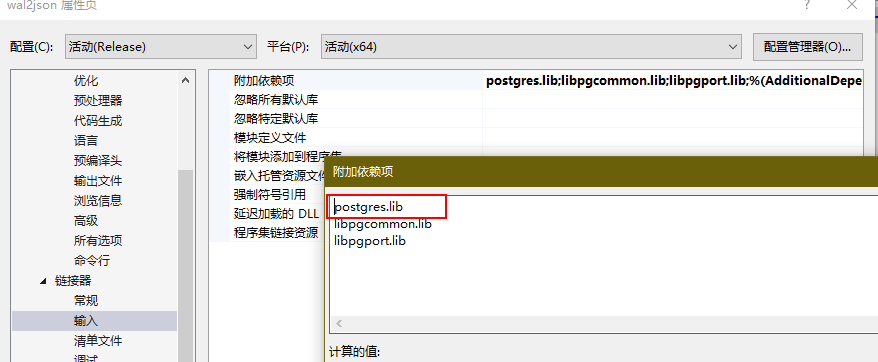 wal2json 属性页
配置(C): 活动(Release) 平台(P): 活动(x64) 配置管理器(O)...
优化
预处理器
代码生成
语言
预编译头
输出文件
浏览信息
高级
所有选项
命令行
链接器
常规
输入
清单文件
调试
附加依赖项 postgres.lib;libpgcommon.lib;libpgport.lib;%(AdditionalDepe
忽略所有默认库
忽略特定默认库
模块定义文件
将模块添加到程序集
嵌入托管资源文件
强制符号引用
延迟加载的 DLL
程序集链接资源
附加依赖项
postgres.lib
libpgcommon.lib
libpgport.lib
计算的值: